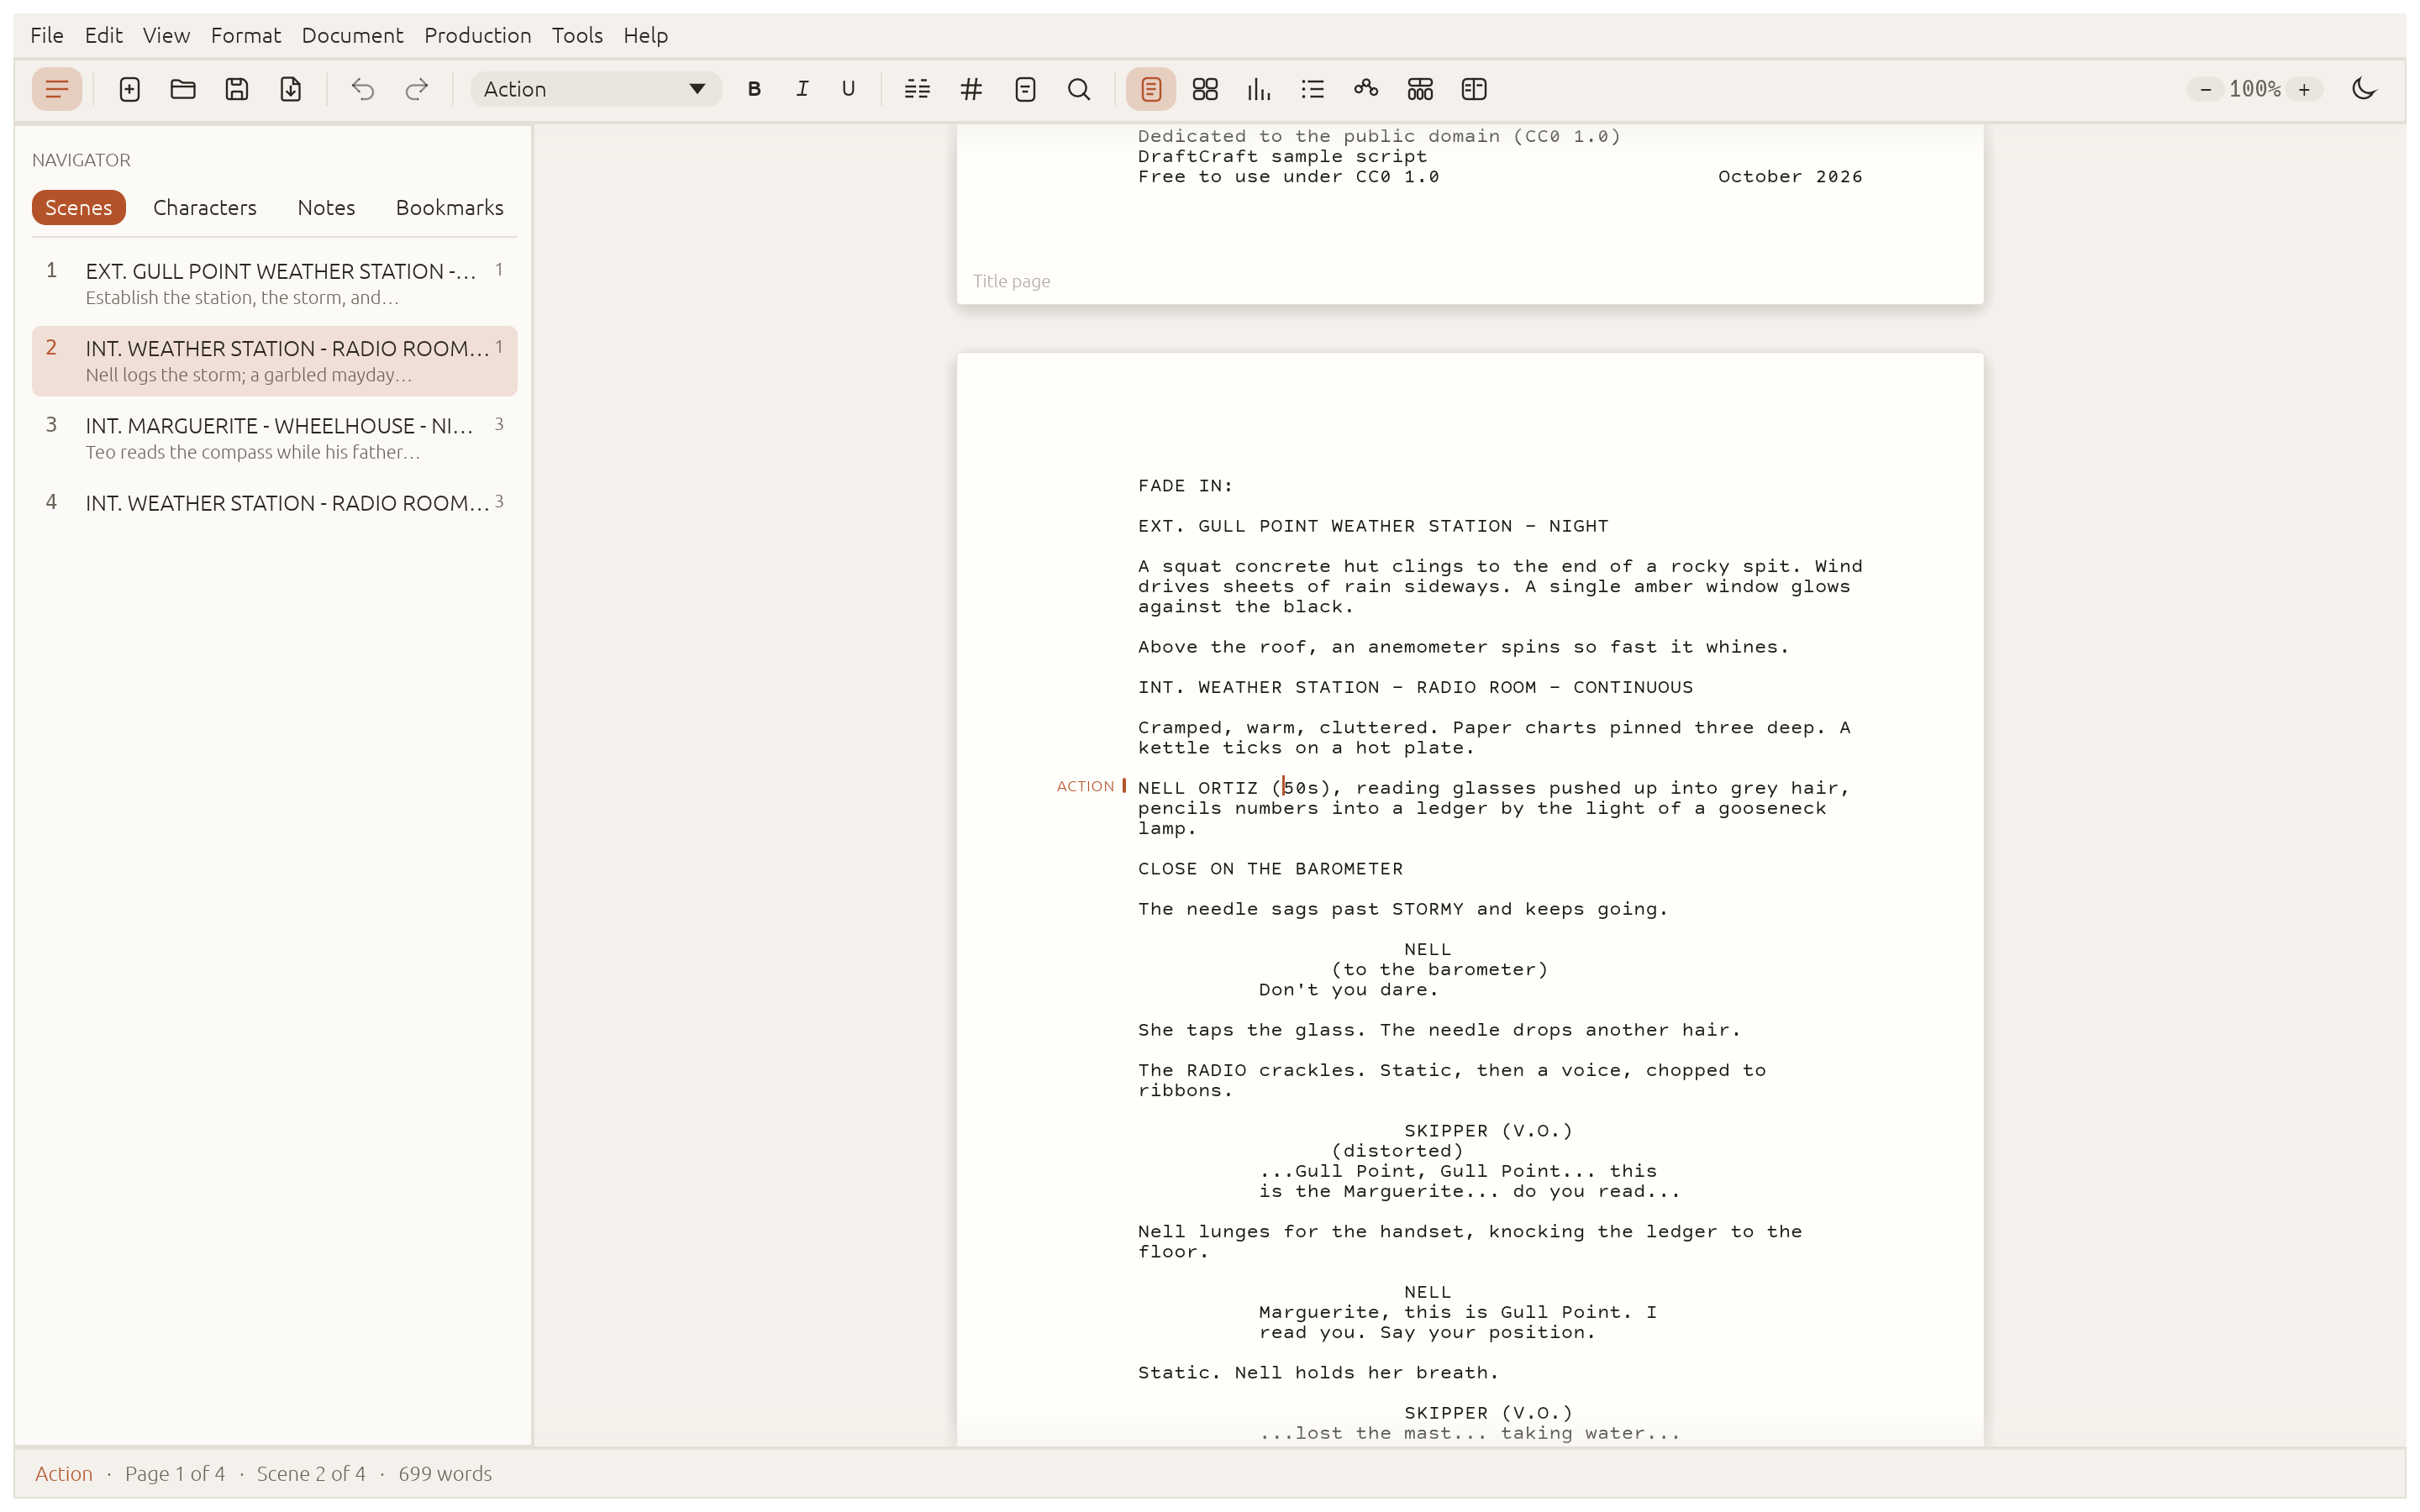 File Edit View Format Document Production Tools Help
Action B I U 100%
NAVIGATOR
Scenes Characters Notes Bookmarks
1 EXT. GULL POINT WEATHER STATION -… 1
Establish the station, the storm, and…
2 INT. WEATHER STATION - RADIO ROOM… 1
Nell logs the storm; a garbled mayday…
3 INT. MARGUERITE - WHEELHOUSE - NI… 3
Teo reads the compass while his father…
4 INT. WEATHER STATION - RADIO ROOM… 3
Dedicated to the public domain (CC0 1.0)
DraftCraft sample script
Free to use under CC0 1.0 October 2026
Title page
FADE IN:
EXT. GULL POINT WEATHER STATION - NIGHT
A squat concrete hut clings to the end of a rocky spit. Wind
drives sheets of rain sideways. A single amber window glows
against the black.
Above the roof, an anemometer spins so fast it whines.
INT. WEATHER STATION - RADIO ROOM - CONTINUOUS
Cramped, warm, cluttered. Paper charts pinned three deep. A
kettle ticks on a hot plate.
ACTION NELL ORTIZ (50s), reading glasses pushed up into grey hair,
pencils numbers into a ledger by the light of a gooseneck
lamp.
CLOSE ON THE BAROMETER
The needle sags past STORMY and keeps going.
NELL
(to the barometer)
Don't you dare.
She taps the glass. The needle drops another hair.
The RADIO crackles. Static, then a voice, chopped to
ribbons.
SKIPPER (V.O.)
(distorted)
...Gull Point, Gull Point... this
is the Marguerite... do you read...
Nell lunges for the handset, knocking the ledger to the
floor.
NELL
Marguerite, this is Gull Point. I
read you. Say your position.
Static. Nell holds her breath.
SKIPPER (V.O.)
...lost the mast... taking water...
Action · Page 1 of 4 · Scene 2 of 4 · 699 words